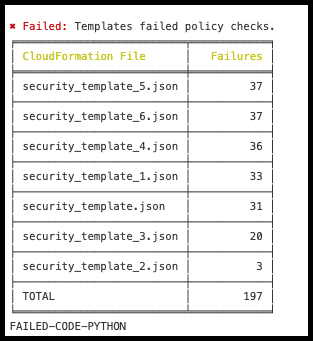 ✖ Failed: Templates failed policy checks.
CloudFormation File Failures
security_template_5.json 37
security_template_6.json 37
security_template_4.json 36
security_template_1.json 33
security_template.json 31
security_template_3.json 20
security_template_2.json 3
TOTAL 197
FAILED-CODE-PYTHON